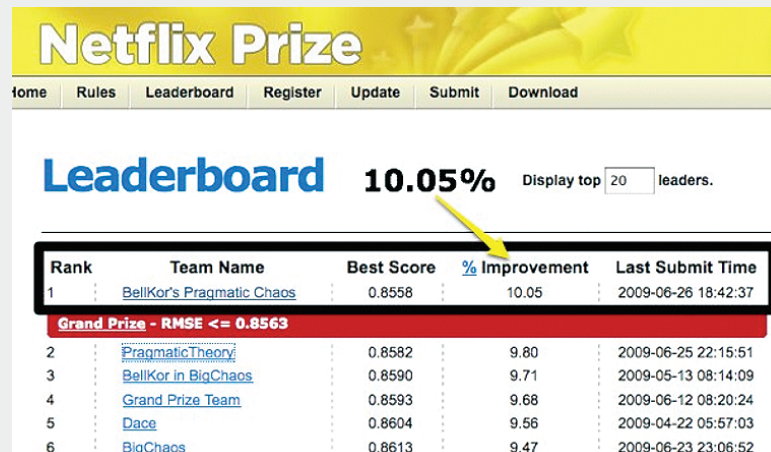 Netflix Prize
Home Rules Leaderboard Register Update Submit Download
Leaderboard 10.05% Display top 20 leaders.
Rank Team Name Best Score % Improvement Last Submit Time
1 BellKor's Pragmatic Chaos 0.8558 10.05 2009-06-26 18:42:37
Grand Prize - RMSE <= 0.8563
2 PragmaticTheory 0.8582 9.80 2009-06-25 22:15:51
3 BellKor in BigChaos 0.8590 9.71 2009-05-13 08:14:09
4 Grand Prize Team 0.8593 9.68 2009-06-12 08:20:24
5 Dace 0.8604 9.56 2009-04-22 05:57:03
6 BigChaos 0.8613 9.47 2009-06-23 23:06:52